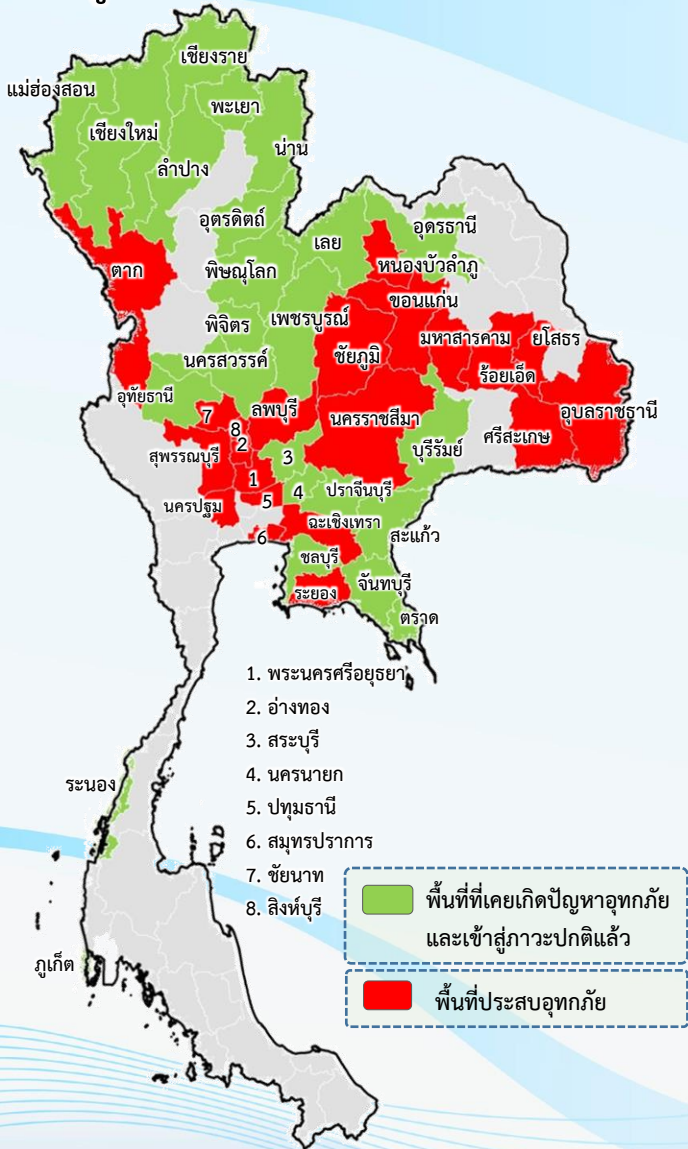 เชียงราย
แม่ฮ่องสอน
พะเยา
เชียงใหม่
น่าน
ลำปาง
อุตรดิตถ์
อุดรธานี
เลย
ตาก
พิษณุโลก
หนองบัวลำภู
ขอนแก่น
พิจิตร
เพชรบูรณ์
มหาสารคาม
ยโสธร
ชัยภูมิ
นครสวรรค์
ร้อยเอ็ด
อุทัยธานี
ลพบุรี
อุบลราชธานี
7
นครราชสีมา
8
2
ศรีสะเกษ
สุพรรณบุรี
3
บุรีรัมย์
1
4
ปราจีนบุรี
นครปฐม
5
ฉะเชิงเทรา
6
สะแก้ว
ชลบุรี
จันทบุรี
ระยอง
ตราด
1. พระนครศรีอยุธยา
2. อ่างทอง
3. สระบุรี
4. นครนายก
5. ปทุมธานี
6. สมุทรปราการ
7. ชัยนาท
8. สิงห์บุรี
ระนอง
ภูเก็ต
พื้นที่ที่เคยเกิดปัญหาอุทกภัย
และเข้าสู่ภาวะปกติแล้ว
พื้นที่ประสบอุทกภัย